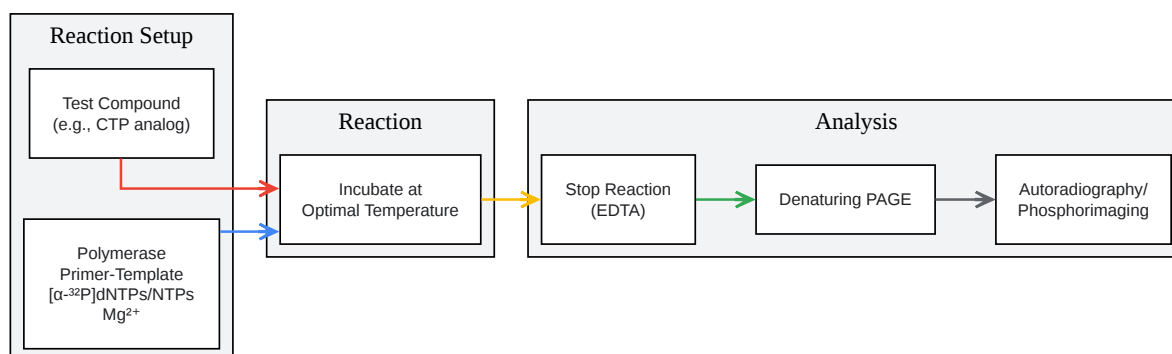 Reaction Setup
Test Compound
(e.g., CTP analog)
Polymerase
Primer-Template
[α-³²P]dNTPs/NTPs
Mg²⁺
Reaction
Incubate at
Optimal Temperature
Analysis
Stop Reaction
(EDTA)
Denaturing PAGE
Autoradiography/
Phosphorimaging